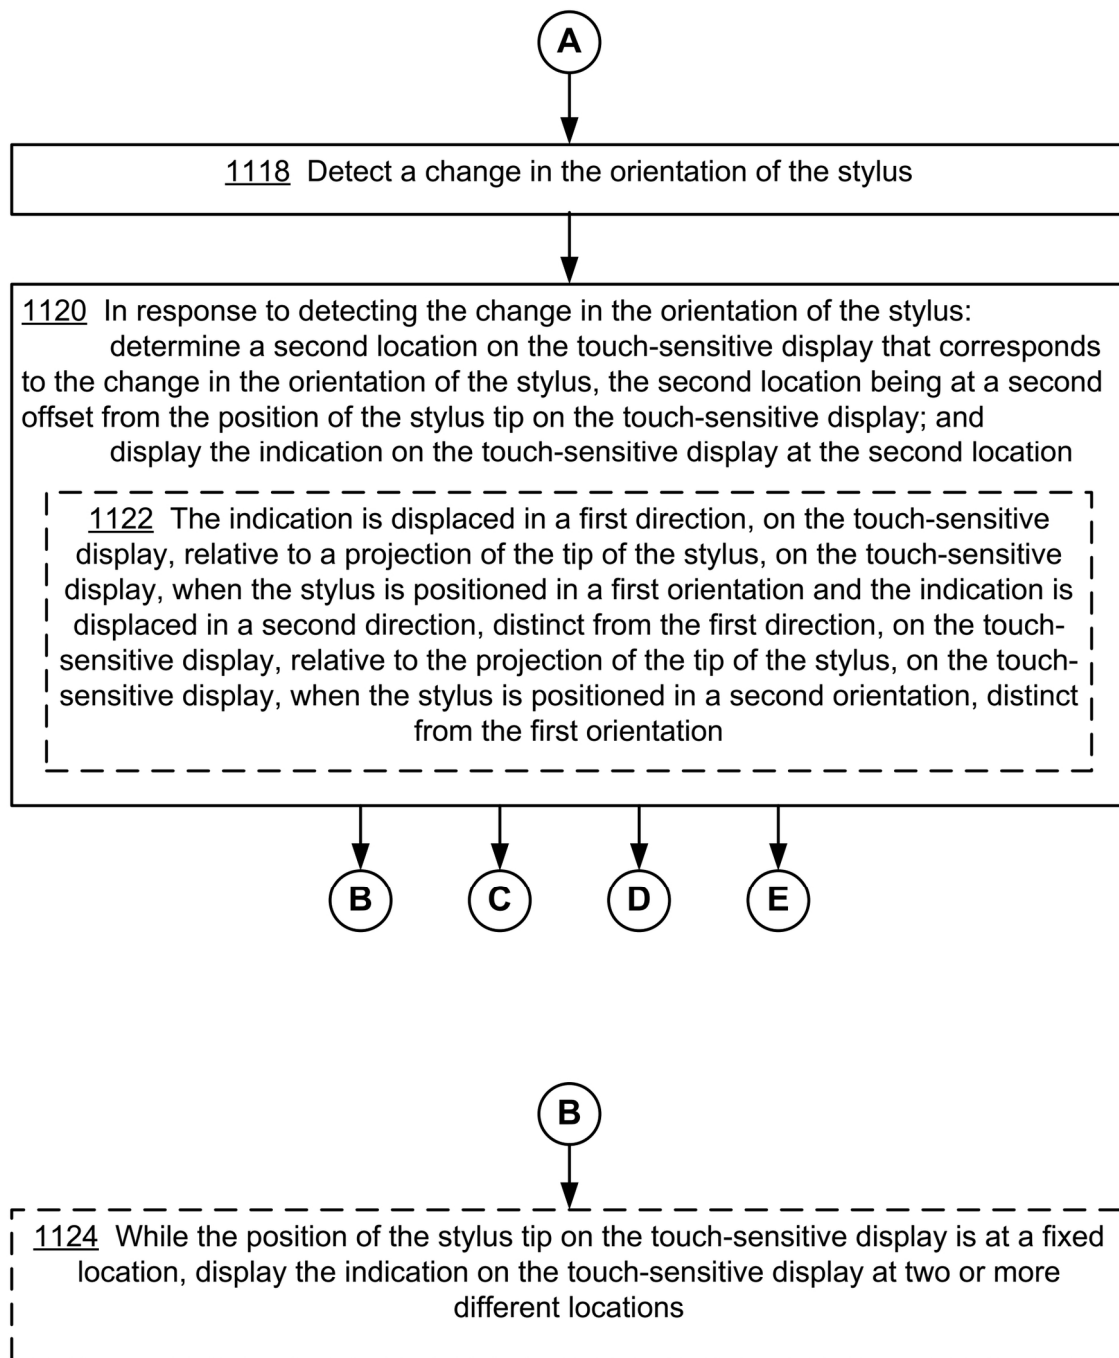 A
1118 Detect a change in the orientation of the stylus
1120 In response to detecting the change in the orientation of the stylus:
determine a second location on the touch-sensitive display that corresponds
to the change in the orientation of the stylus, the second location being at a second
offset from the position of the stylus tip on the touch-sensitive display; and
display the indication on the touch-sensitive display at the second location
1122 The indication is displaced in a first direction, on the touch-sensitive
display, relative to a projection of the tip of the stylus, on the touch-sensitive
display, when the stylus is positioned in a first orientation and the indication is
displaced in a second direction, distinct from the first direction, on the touch-
sensitive display, relative to the projection of the tip of the stylus, on the touch-
sensitive display, when the stylus is positioned in a second orientation, distinct
from the first orientation
B C D E
B
1124 While the position of the stylus tip on the touch-sensitive display is at a fixed
location, display the indication on the touch-sensitive display at two or more
different locations